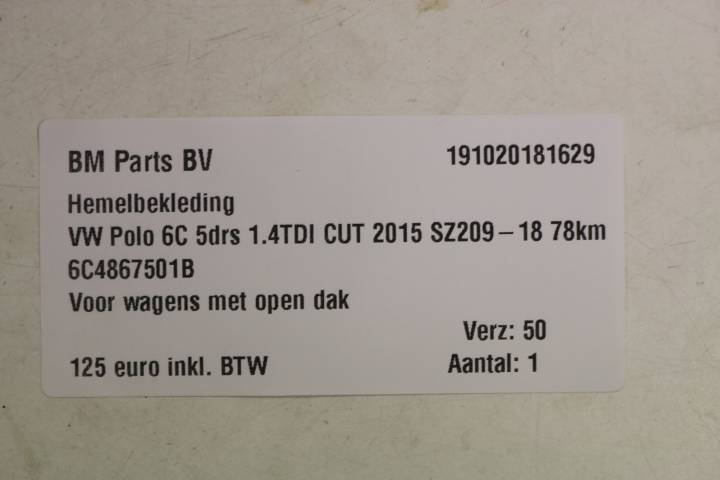 BM Parts BV 191020181629
Hemelbekleding
VW Polo 6C 5drs 1.4TDI CUT 2015 SZ209-18 78km
6C4867501B
Voor wagens met open dak
Verz: 50
125 euro inkl. BTW Aantal: 1